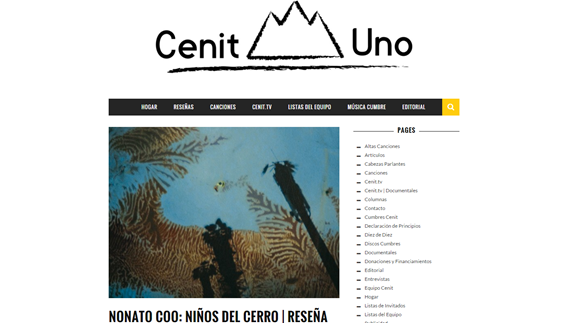 Cenit Uno
HOGAR RESEÑAS CANCIONES CENIT.TV LISTAS DEL EQUIPO MÚSICA CUMBRE EDITORIAL
NONATO COO: NIÑOS DEL CERRO | RESEÑA
PAGES
Altas Canciones
Artículos
Cabezas Parlantes
Canciones
Cenit.tv
Cenit.tv | Documentales
Columnas
Contacto
Cumbres Cenit
Declaración de Principios
Diez de Diez
Discos Cumbres
Documentales
Donaciones y Financiamientos
Editorial
Entrevistas
Equipo Cenit
Hogar
Listas de Invitados
Listas del Equipo